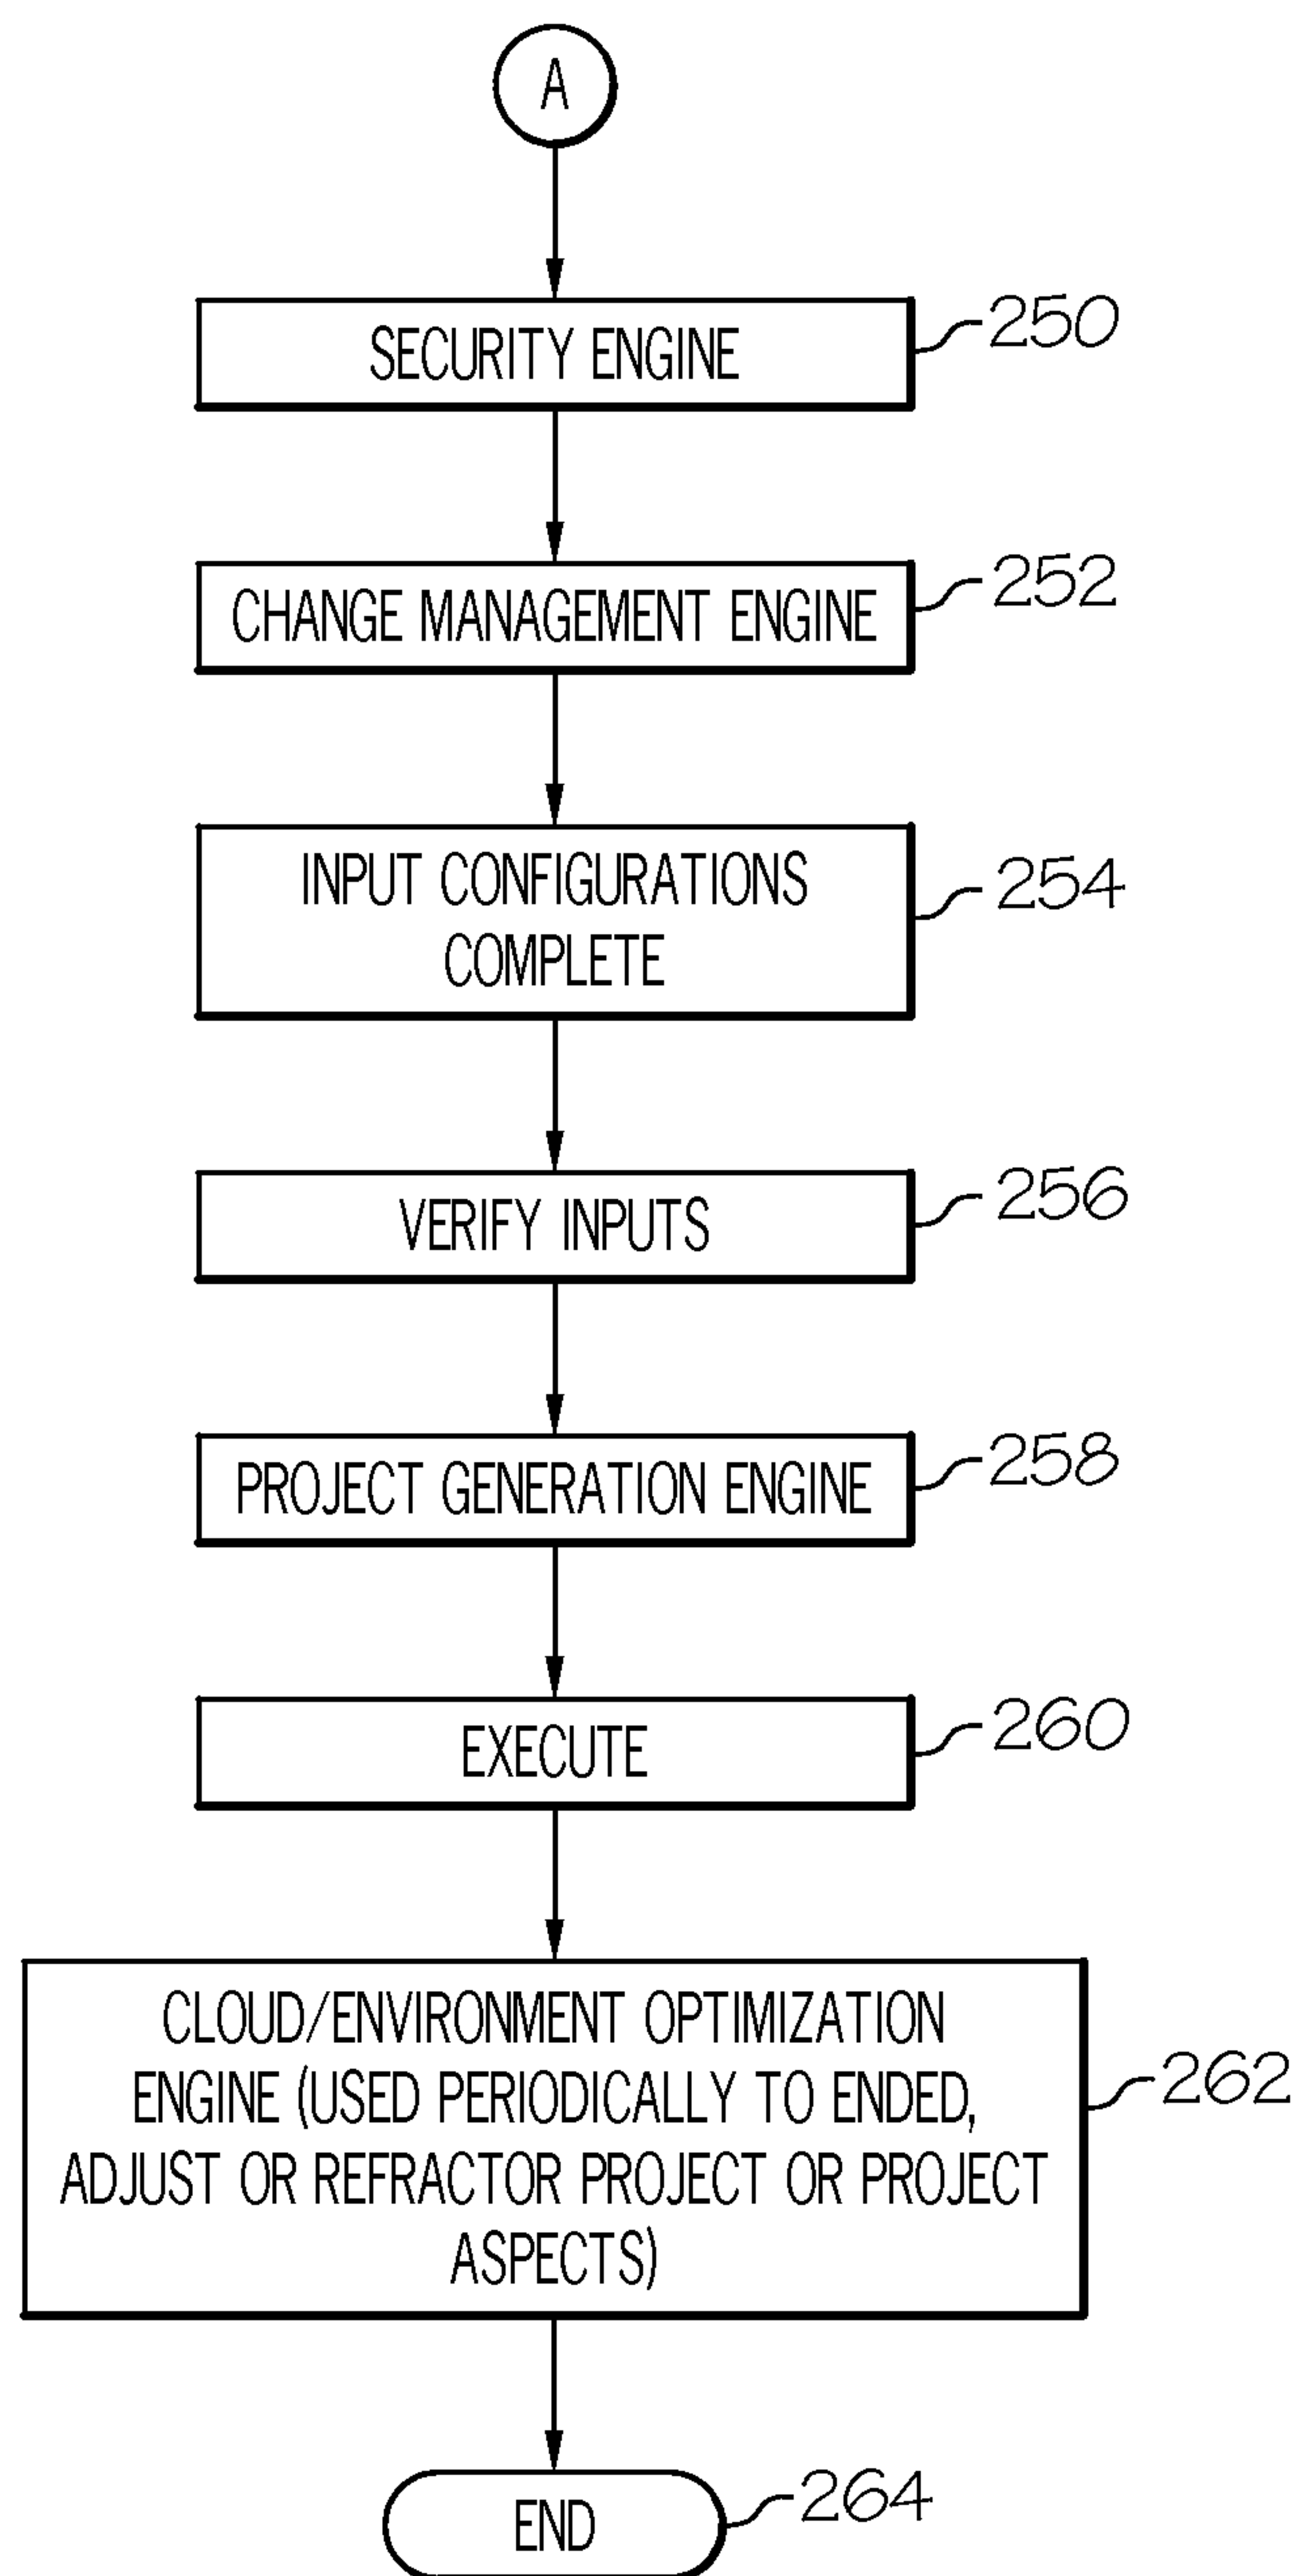 A
SECURITY ENGINE
250
CHANGE MANAGEMENT ENGINE
252
INPUT CONFIGURATIONS
COMPLETE
254
VERIFY INPUTS
256
PROJECT GENERATION ENGINE
258
EXECUTE
260
CLOUD/ENVIRONMENT OPTIMIZATION
ENGINE (USED PERIODICALLY TO ENDED,
ADJUST OR REFRACTOR PROJECT OR PROJECT
ASPECTS)
262
END
264